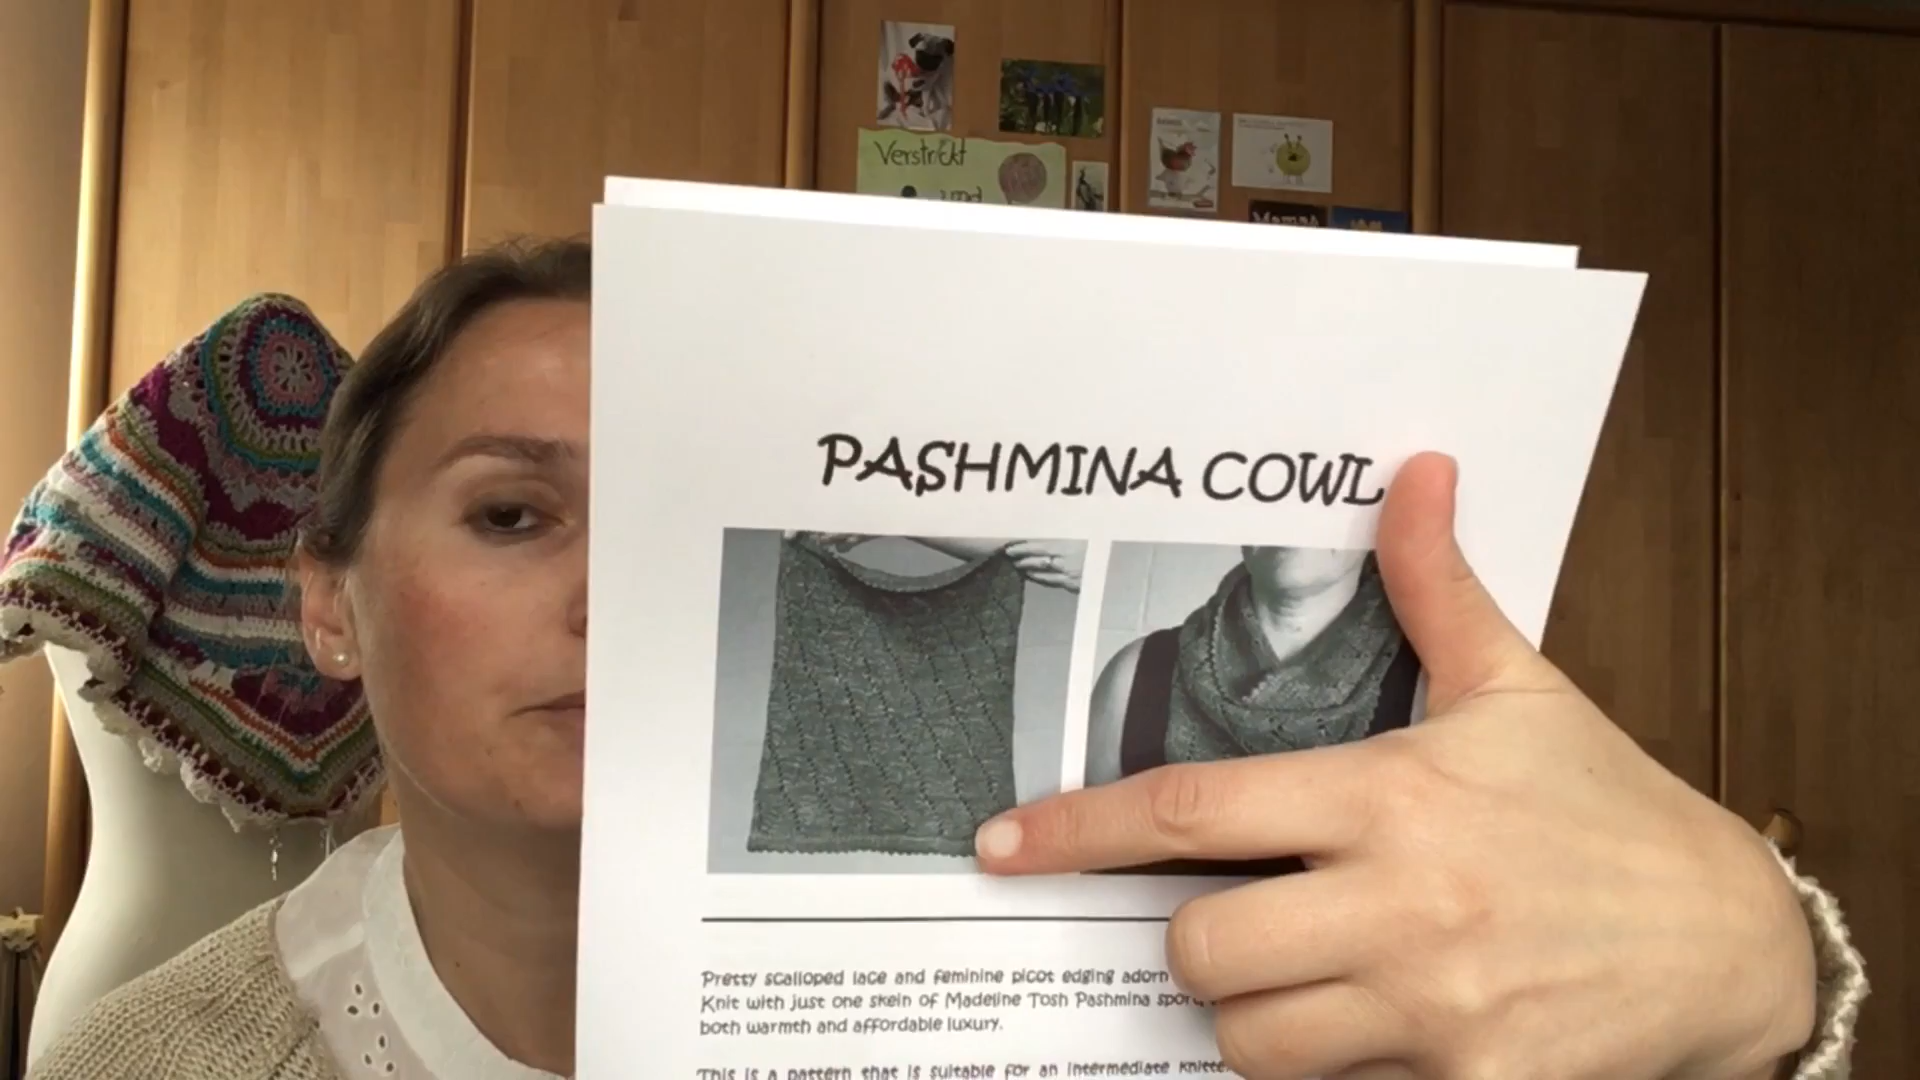 Verstrickt
und
PASHMINA COWL
Pretty scalloped lace and feminine picot edging adorn
Knit with just one skein of Madeline Tosh Pashmina sport,
both warmth and affordable luxury.
This is a pattern that is suitable for an intermediate